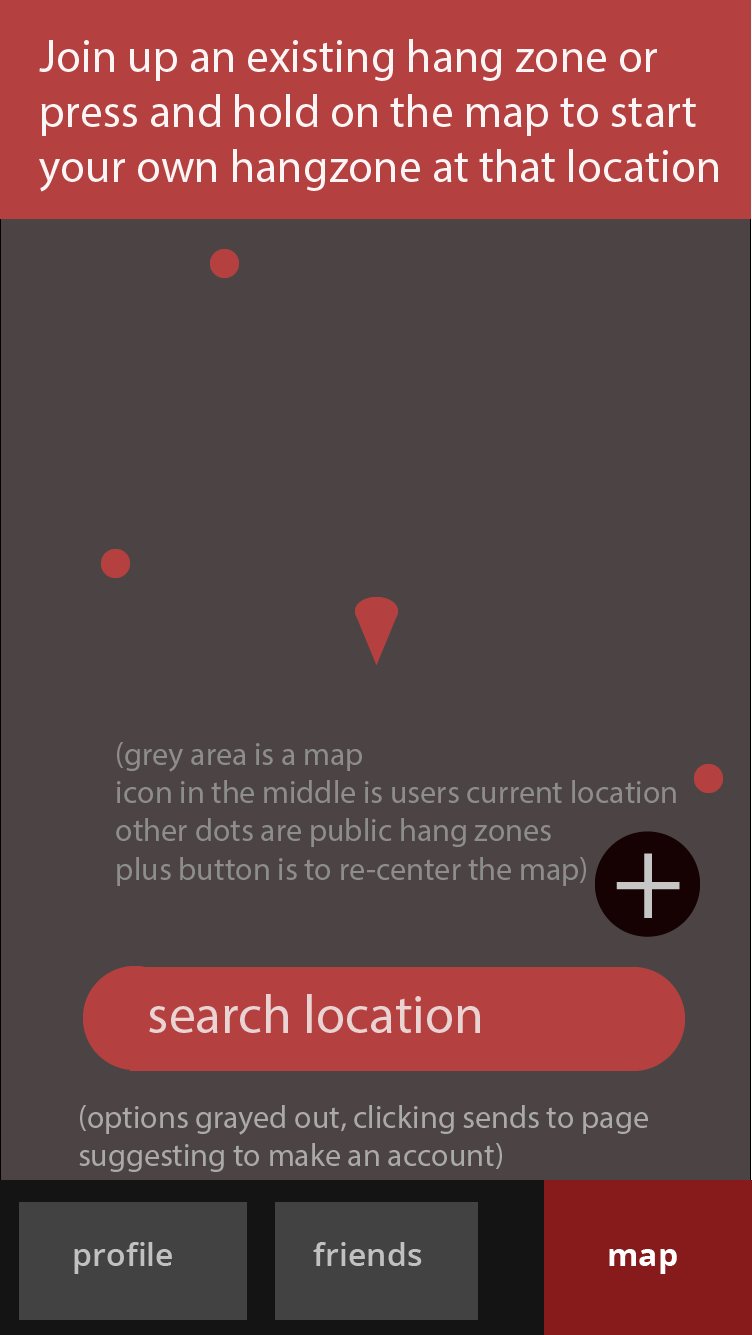 Join up an existing hang zone or
press and hold on the map to start
your own hangzone at that location
(grey area is a map
icon in the middle is users current location
other dots are public hang zones
plus button is to re-center the map)
search location
(options grayed out, clicking sends to page
suggesting to make an account)
profile
friends
map